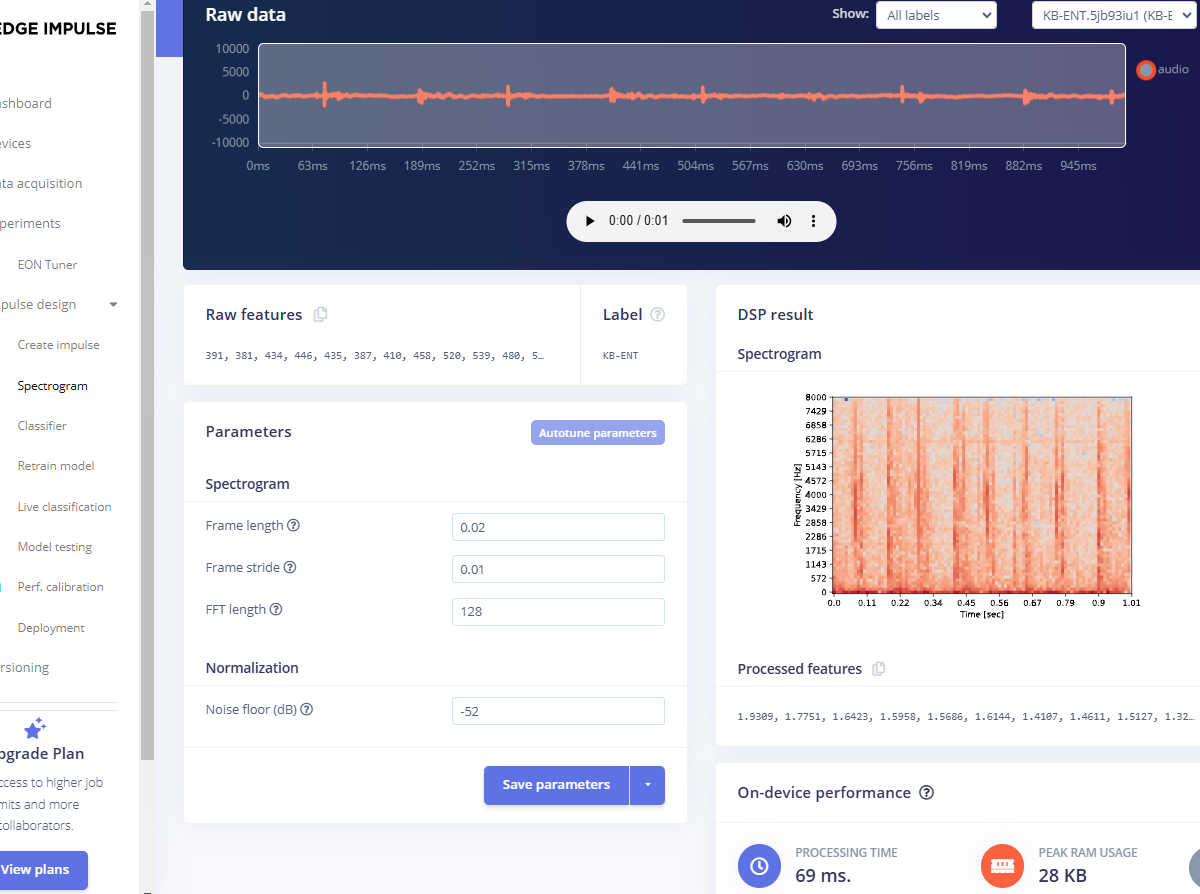 EDGE IMPULSE
shboard
vices
ta acquisition
periments
EON Tuner
pulse design
Create impulse
Spectrogram
Classifier
Retrain model
Live classification
Model testing
Perf. calibration
Deployment
rsioning
pgrade Plan
ccess to higher job
mits and more
collaborators.
View plans
Raw data
Show:
All labels
KB-ENT.5jb93iu1 (KB-E
10000
5000
0
-5000
-10000
0ms 63ms 126ms 189ms 252ms 315ms 378ms 441ms 504ms 567ms 630ms 693ms 756ms 819ms 882ms 945ms
audio
0:00 / 0:01
Raw features
391, 381, 434, 446, 435, 387, 410, 458, 520, 539, 480, 5…
Label
KB-ENT
Parameters
Autotune parameters
Spectrogram
Frame length
0.02
Frame stride
0.01
FFT length
128
Normalization
Noise floor (dB)
-52
Save parameters
DSP result
Spectrogram
Frequency [Hz]
8000
7429
6858
6286
5715
5143
4572
4000
3429
2858
2286
1715
1143
572
0
0.0 0.11 0.22 0.34 0.45 0.56 0.67 0.79 0.9 1.01
Time [sec]
Processed features
1.9309, 1.7751, 1.6423, 1.5958, 1.5686, 1.6144, 1.4107, 1.4611, 1.5127, 1.32…
On-device performance
PROCESSING TIME
69 ms.
PEAK RAM USAGE
28 KB